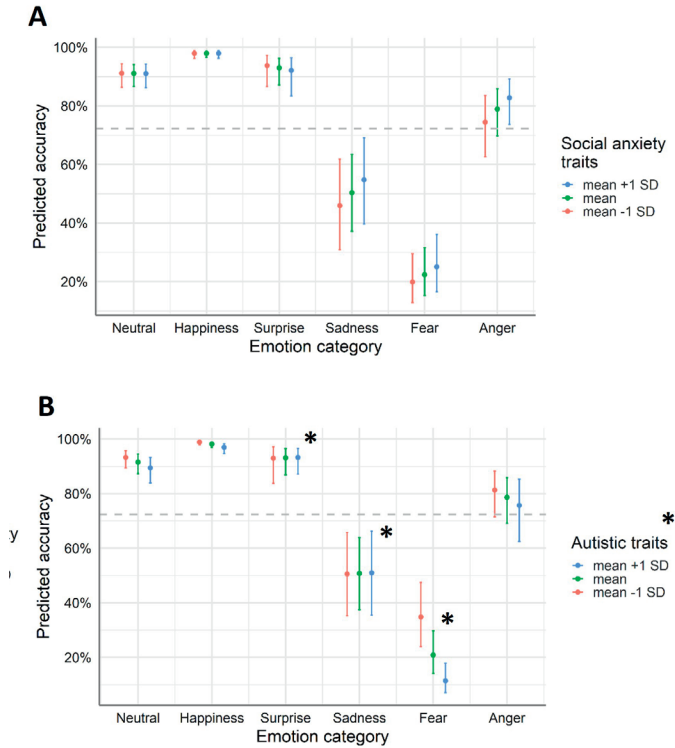 A
100%
80%
60%
40%
20%
Predicted accuracy
Neutral Happiness Surprise Sadness Fear Anger
Emotion category
Social anxiety
traits
mean +1 SD
mean
mean -1 SD
B
100%
80%
60%
40%
20%
Predicted accuracy
*
*
*
*
Neutral Happiness Surprise Sadness Fear Anger
Emotion category
Autistic traits
mean +1 SD
mean
mean -1 SD